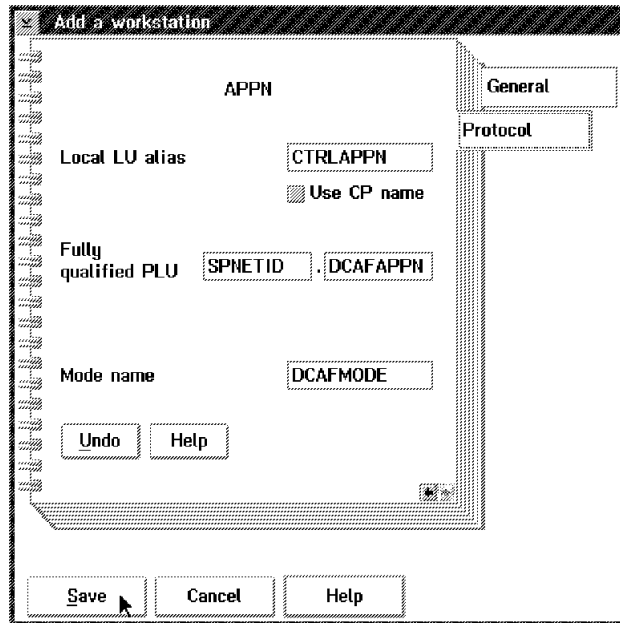 Add a workstation
APPN
General
Protocol
Local LU alias CTRLAPPN
Use CP name
Fully
qualified PLU SPNETID . DCAFAPPN
Mode name DCAFMODE
Undo Help
Save Cancel Help